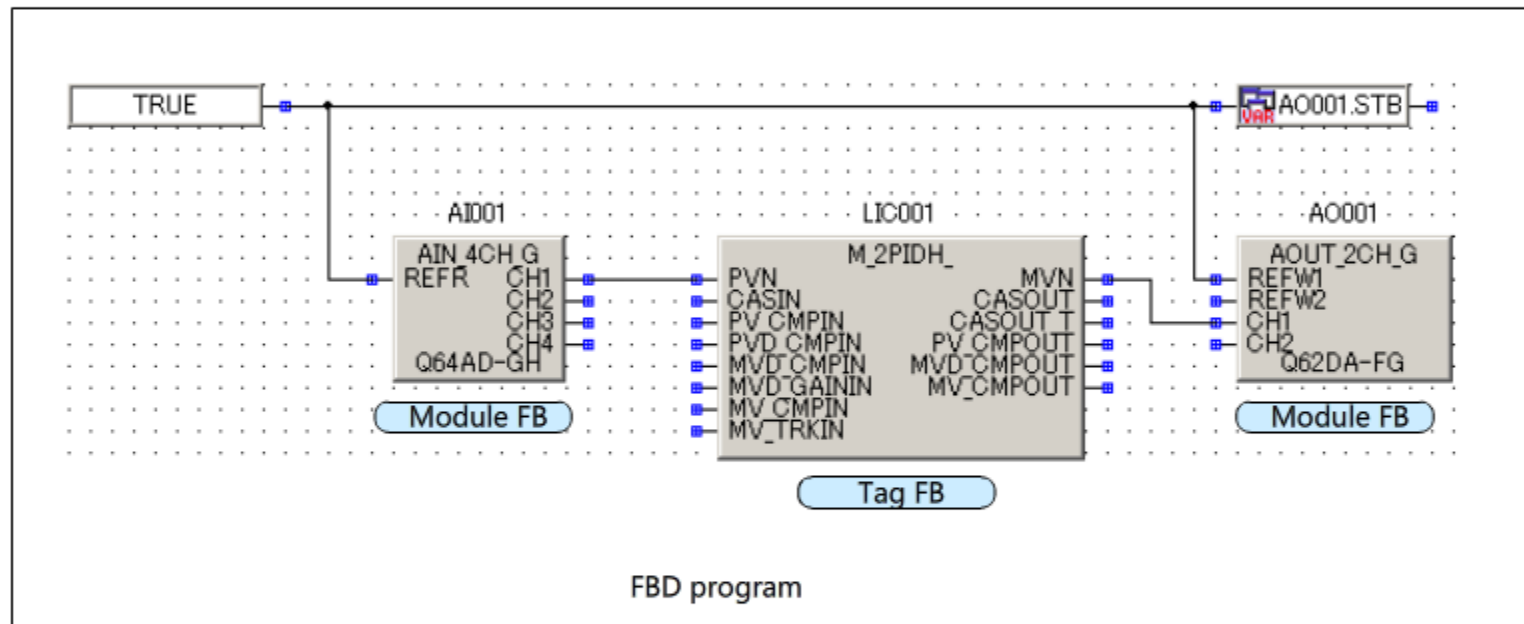 TRUE
VAR
AO001.STB
AI001
AIN_4CH_G
REFR
CH1
CH2
CH3
CH4
Q64AD-GH
Module FB
LIC001
M_2PIDH_
PVN
CASIN
PV_CMPIN
PVD_CMPIN
MVD_CMPIN
MVD_GAININ
MV_CMPIN
MV_TRKIN
MVN
CASOUT
CASOUT_T
PV_CMPOUT
MVD_CMPOUT
MV_CMPOUT
Tag FB
AO001
AOUT_2CH_G
REFW1
REFW2
CH1
CH2
Q62DA-FG
Module FB
FBD program